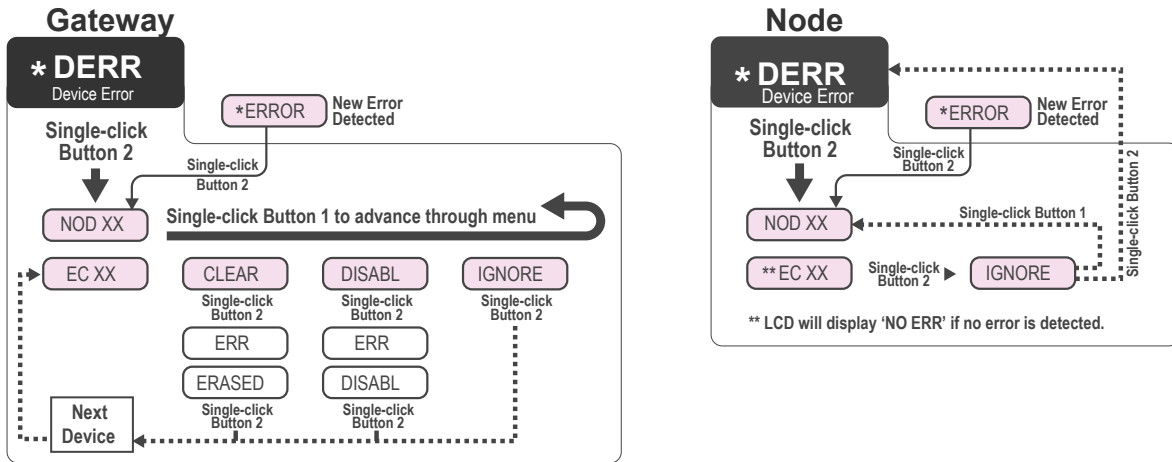 Gateway
* DERR
Device Error
*ERROR
New Error
Detected
Single-click
Button 2
Single-click
Button 2
NOD XX
Single-click Button 1 to advance through menu
EC XX
CLEAR
DISABL
IGNORE
Single-click
Button 2
Single-click
Button 2
Single-click
Button 2
ERR
ERR
ERASED
DISABL
Single-click
Button 2
Single-click
Button 2
Next
Device
Node
* DERR
Device Error
*ERROR
New Error
Detected
Single-click
Button 2
Single-click
Button 2
NOD XX
Single-click Button 1
Single-click Button 2
** EC XX
Single-click
Button 2
IGNORE
** LCD will display ‘NO ERR’ if no error is detected.